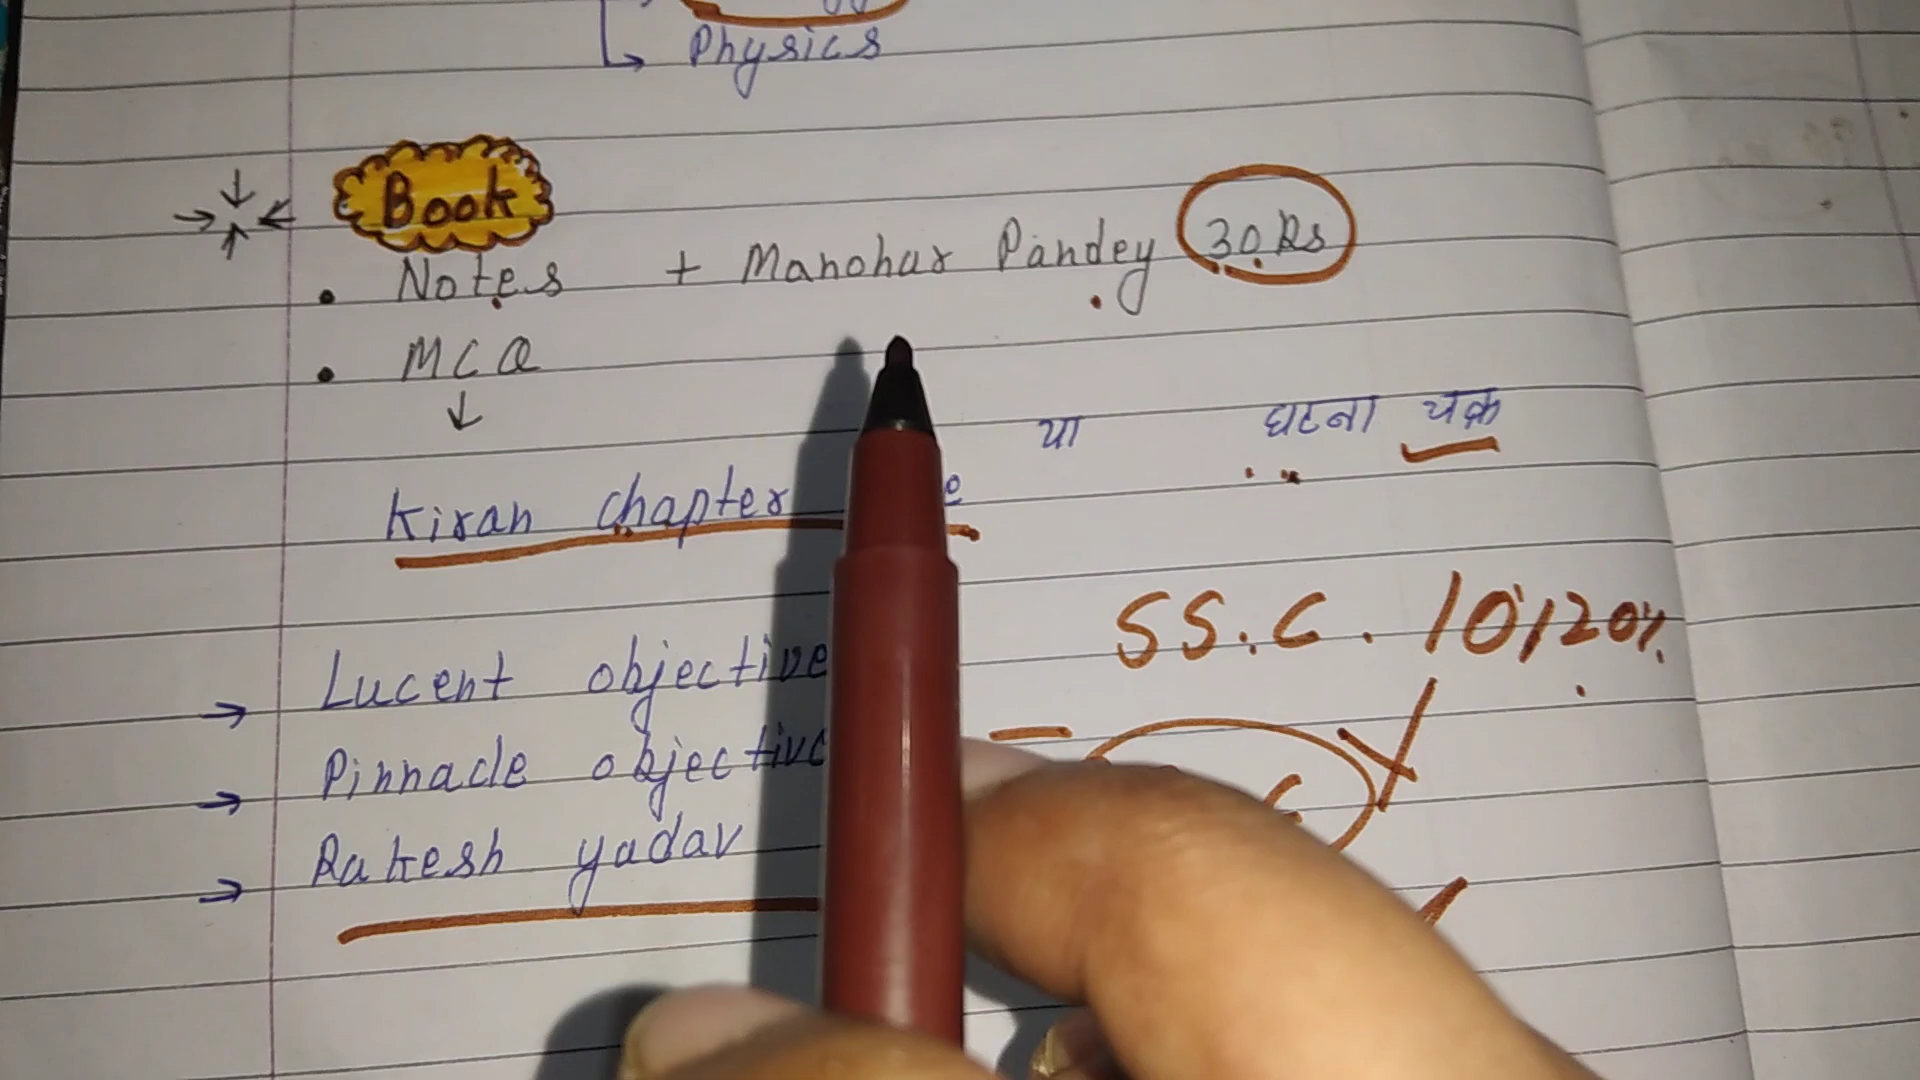 Physics
Book
Notes + Manohar Pandey 30 Rs
MCQ
या घटना चक्र
Kiran chapter
Lucent objective
S S. C. 10/20%.
Pinnacle objective
Rakesh yadav